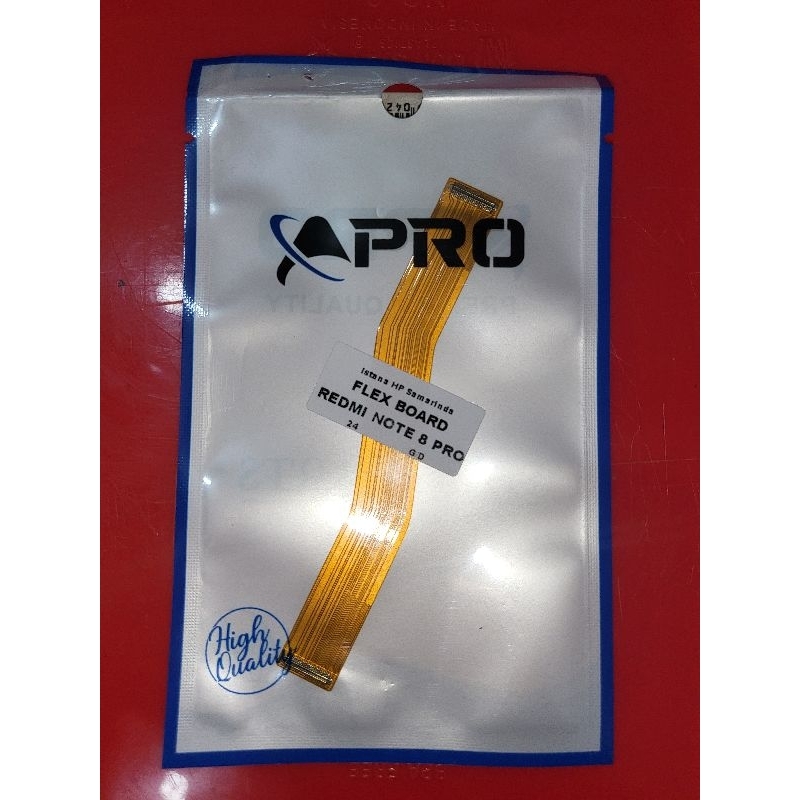 APRO
Istana HP Samarinda
FLEX BOARD
REDMI NOTE 8 PRO
24 GD
High
Quality